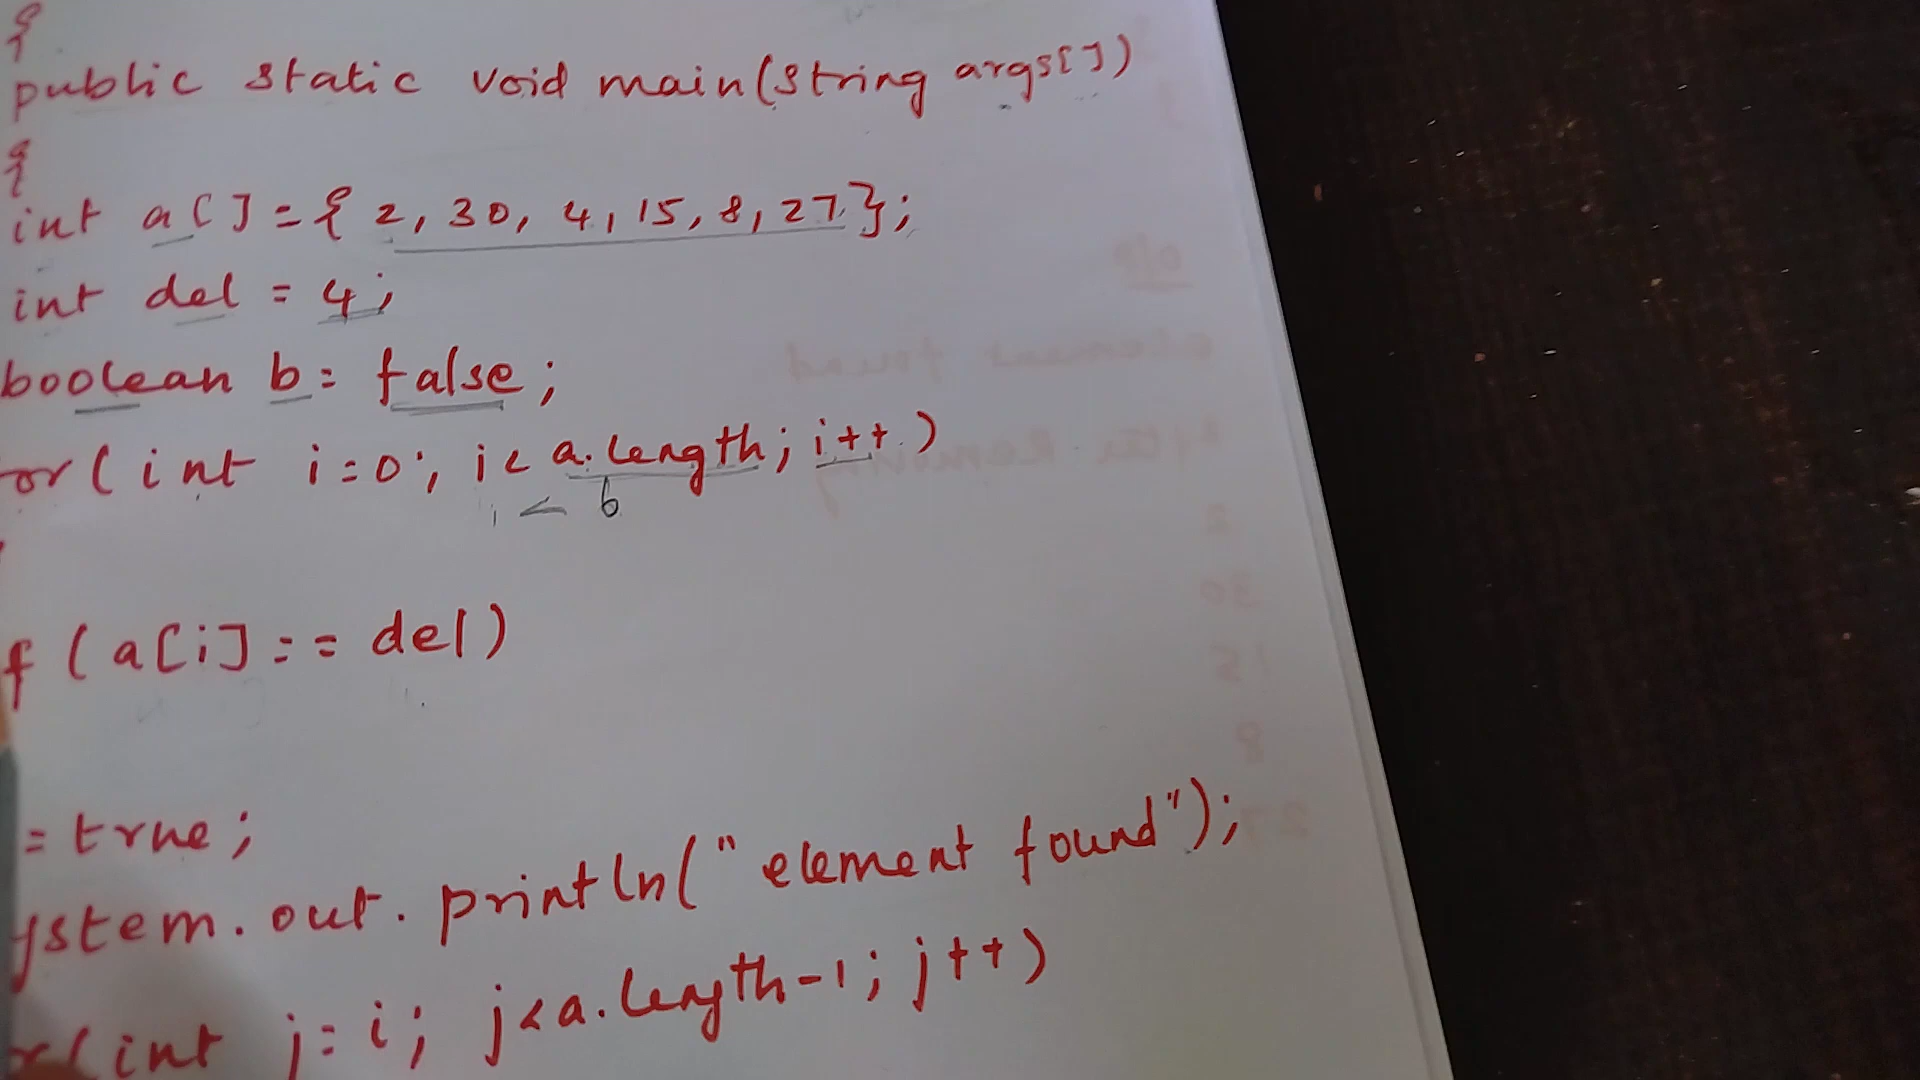 {
public static void main(String args[])
{
int a[]={ 2, 30, 4, 15, 8, 27};
int del = 4;
boolean b= false;
or(int i=0; i< a.length; i++)
i < 6
f (a[i]== del)
= true;
ystem.out.println("element found");
or(int j=i; j<a.length-1; j++)